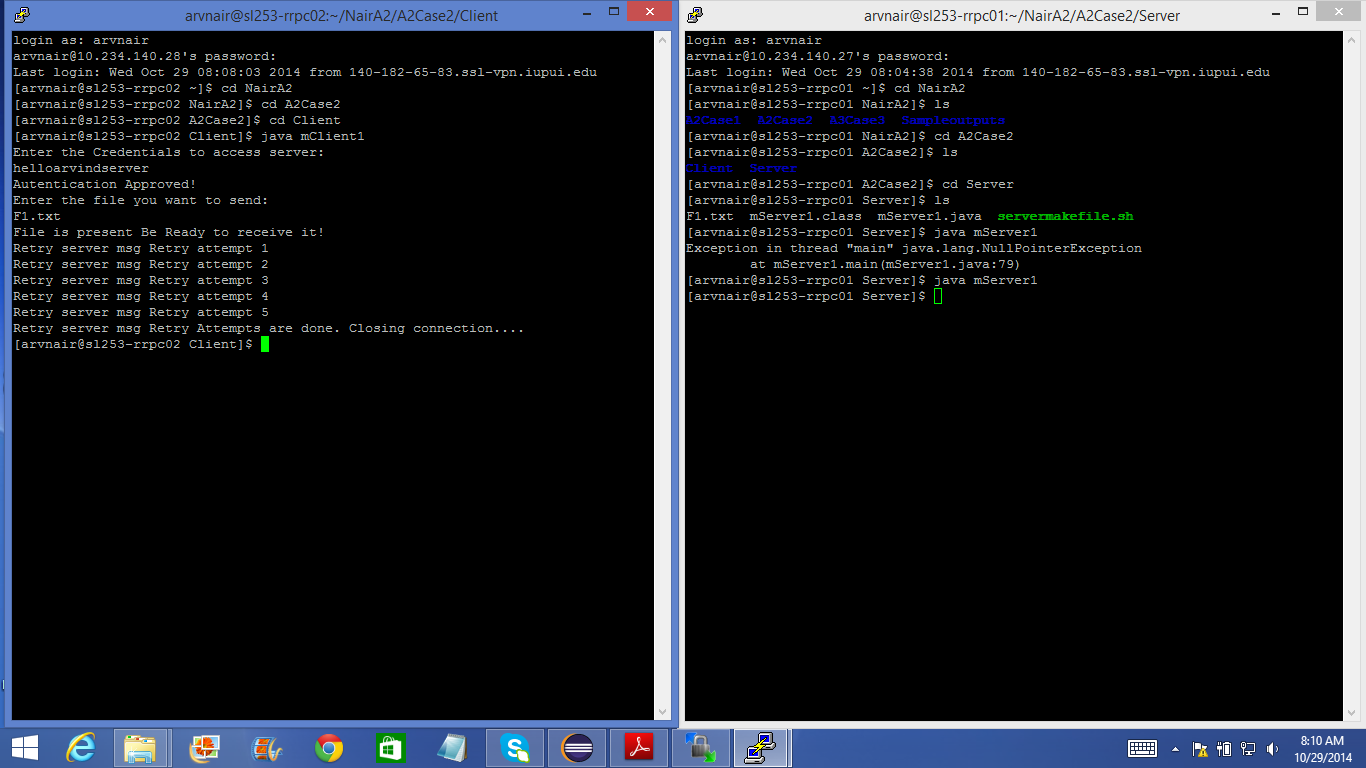 arvnair@sl253-rrpc02:~/NairA2/A2Case2/Client
login as: arvnair
arvnair@10.234.140.28's password:
Last login: Wed Oct 29 08:08:03 2014 from 140-182-65-83.ssl-vpn.iupui.edu
[arvnair@sl253-rrpc02 ~]$ cd NairA2
[arvnair@sl253-rrpc02 NairA2]$ cd A2Case2
[arvnair@sl253-rrpc02 A2Case2]$ cd Client
[arvnair@sl253-rrpc02 Client]$ java mClient1
Enter the Credentials to access server:
helloarvindserver
Autentication Approved!
Enter the file you want to send:
F1.txt
File is present Be Ready to receive it!
Retry server msg Retry attempt 1
Retry server msg Retry attempt 2
Retry server msg Retry attempt 3
Retry server msg Retry attempt 4
Retry server msg Retry attempt 5
Retry server msg Retry Attempts are done. Closing connection....
[arvnair@sl253-rrpc02 Client]$
arvnair@sl253-rrpc01:~/NairA2/A2Case2/Server
login as: arvnair
arvnair@10.234.140.27's password:
Last login: Wed Oct 29 08:04:38 2014 from 140-182-65-83.ssl-vpn.iupui.edu
[arvnair@sl253-rrpc01 ~]$ cd NairA2
[arvnair@sl253-rrpc01 NairA2]$ ls
A2Case1  A2Case2  A3Case3  Sampleoutputs
[arvnair@sl253-rrpc01 NairA2]$ cd A2Case2
[arvnair@sl253-rrpc01 A2Case2]$ ls
Client  Server
[arvnair@sl253-rrpc01 A2Case2]$ cd Server
[arvnair@sl253-rrpc01 Server]$ ls
F1.txt  mServer1.class  mServer1.java  servermakefile.sh
[arvnair@sl253-rrpc01 Server]$ java mServer1
Exception in thread "main" java.lang.NullPointerException
        at mServer1.main(mServer1.java:79)
[arvnair@sl253-rrpc01 Server]$ java mServer1
[arvnair@sl253-rrpc01 Server]$
8:10 AM
10/29/2014